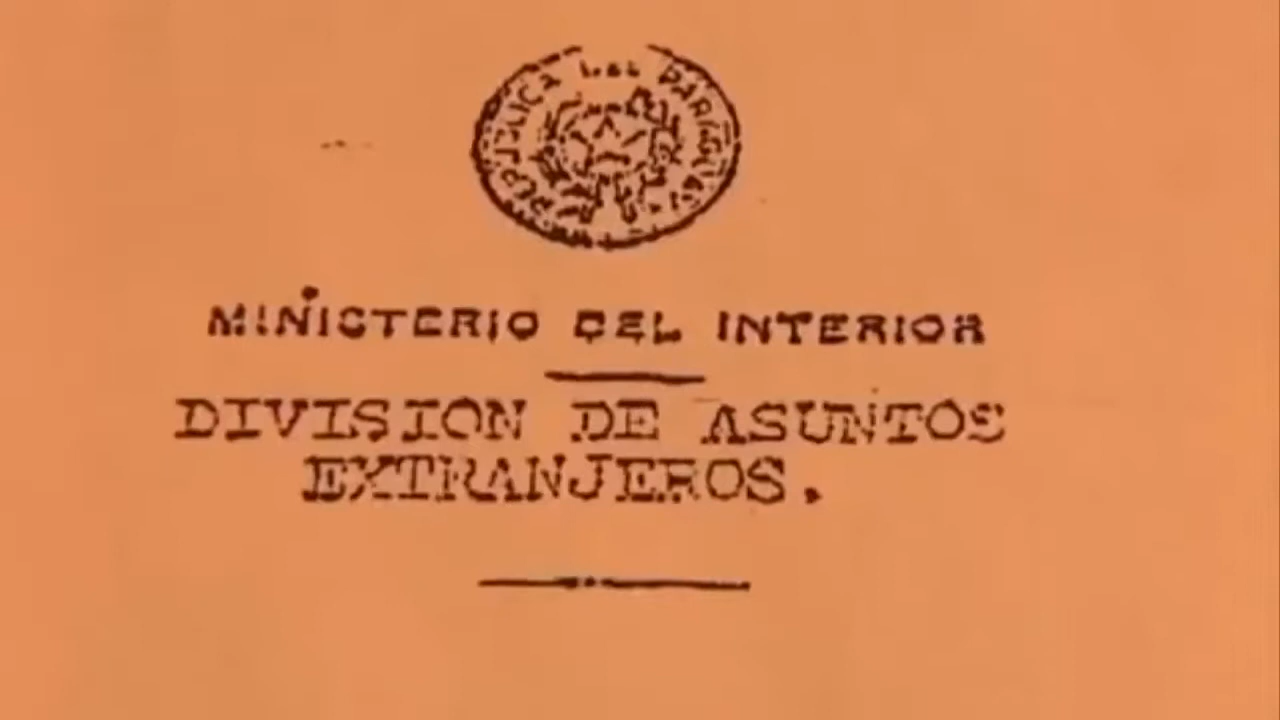 REPUBLICA DEL PARAGUAY
MINISTERIO DEL INTERIOR
DIVISION DE ASUNTOS
EXTRANJEROS.